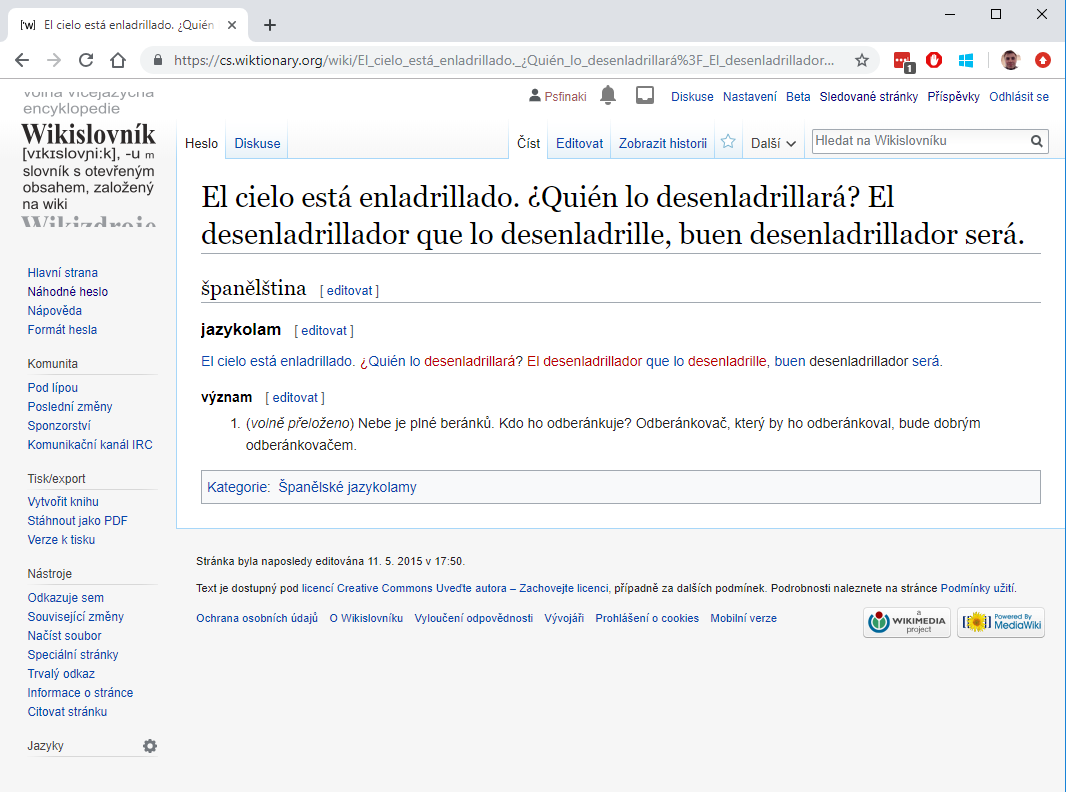 ['w] El cielo está enladrillado. ¿Quién
https://cs.wiktionary.org/wiki/El_cielo_está_enladrillado._¿Quién_lo_desenladrillará%3F_El_desenladrillador...
1
volná vícejazyčná
encyklopedie
Wikislovník
[vɪkɪslovɲi:k], -u m
slovník s otevřeným
obsahem, založený
na wiki
Wikizdroje
Psfinaki Diskuse Nastavení Beta Sledované stránky Příspěvky Odhlásit se
Heslo Diskuse Číst Editovat Zobrazit historii Další Hledat na Wikislovníku
El cielo está enladrillado. ¿Quién lo desenladrillará? El
desenladrillador que lo desenladrille, buen desenladrillador será.
španělština [ editovat ]
jazykolam [ editovat ]
El cielo está enladrillado. ¿Quién lo desenladrillará? El desenladrillador que lo desenladrille, buen desenladrillador será.
význam [ editovat ]
1. (volně přeloženo) Nebe je plné beránků. Kdo ho odberánkuje? Odberánkovač, který by ho odberánkoval, bude dobrým
odberánkovačem.
Kategorie: Španělské jazykolamy
Hlavní strana
Náhodné heslo
Nápověda
Formát hesla
Komunita
Pod lípou
Poslední změny
Sponzorství
Komunikační kanál IRC
Tisk/export
Vytvořit knihu
Stáhnout jako PDF
Verze k tisku
Nástroje
Odkazuje sem
Související změny
Načíst soubor
Speciální stránky
Trvalý odkaz
Informace o stránce
Citovat stránku
Jazyky
Stránka byla naposledy editována 11. 5. 2015 v 17:50.
Text je dostupný pod licencí Creative Commons Uveďte autora – Zachovejte licenci, případně za dalších podmínek. Podrobnosti naleznete na stránce Podmínky užití.
Ochrana osobních údajů O Wikislovníku Vyloučení odpovědnosti Vývojáři Prohlášení o cookies Mobilní verze
a
WIKIMEDIA
project
Powered By
MediaWiki